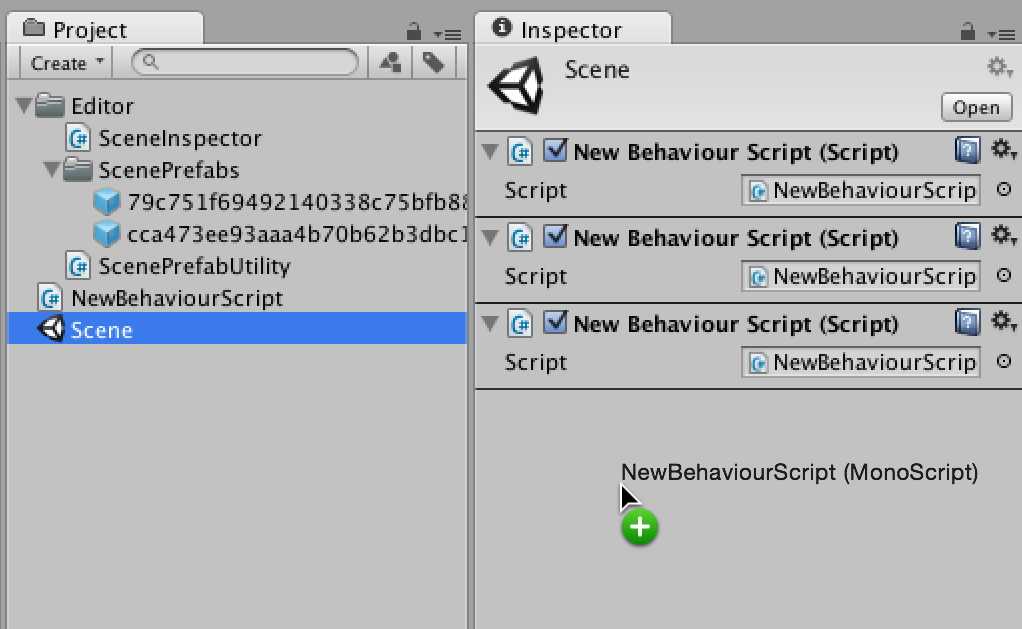 Project
Create
Editor
SceneInspector
ScenePrefabs
79c751f69492140338c75bfb88
cca473ee93aaa4b70b62b3dbc1
ScenePrefabUtility
NewBehaviourScript
Scene
Inspector
Scene
Open
New Behaviour Script (Script)
Script NewBehaviourScrip
New Behaviour Script (Script)
Script NewBehaviourScrip
New Behaviour Script (Script)
Script NewBehaviourScrip
NewBehaviourScript (MonoScript)